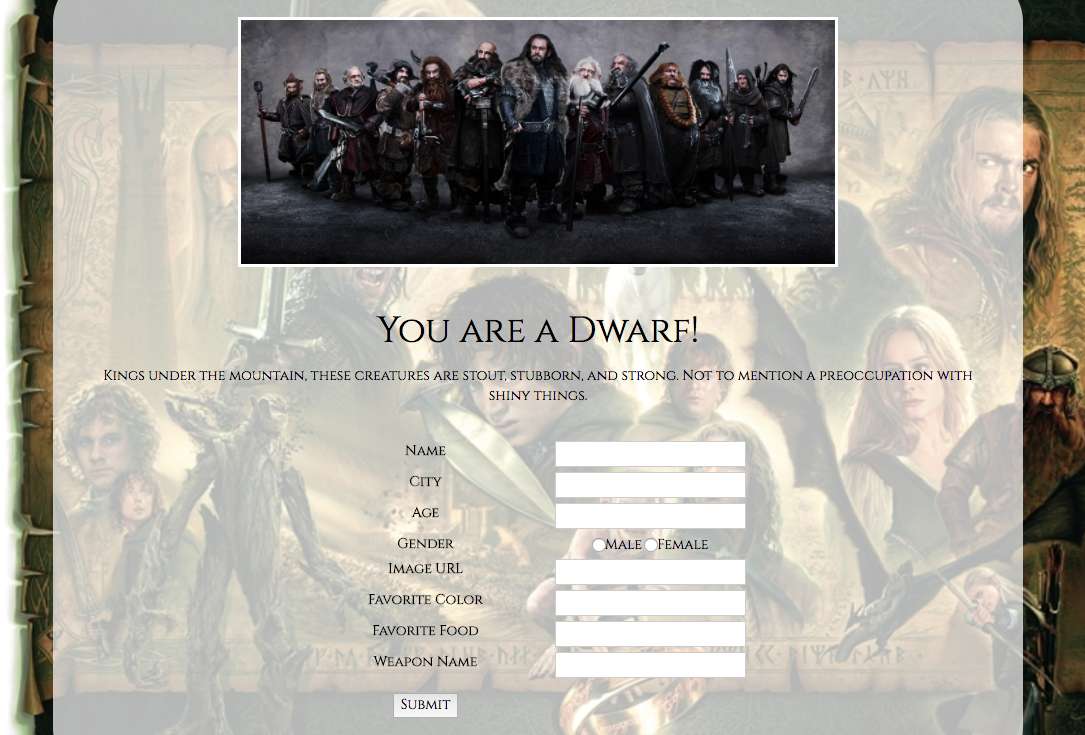 You are a Dwarf!
Kings under the mountain, these creatures are stout, stubborn, and strong. Not to mention a preoccupation with
shiny things.
Name
City
Age
Gender Male Female
Image URL
Favorite Color
Favorite Food
Weapon Name
Submit